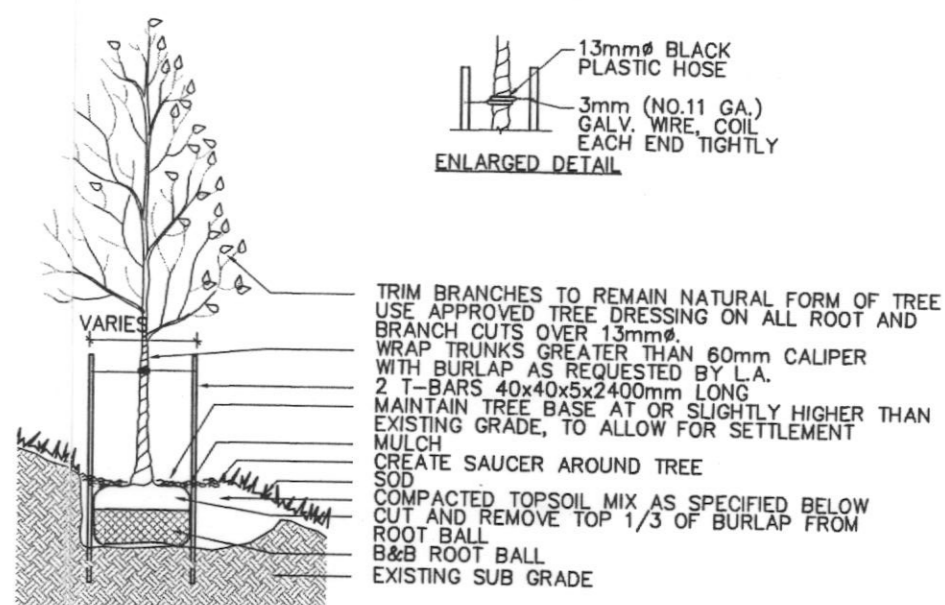 13mmø BLACK
PLASTIC HOSE
3mm (NO.11 GA.)
GALV. WIRE, COIL
EACH END TIGHTLY
ENLARGED DETAIL
TRIM BRANCHES TO REMAIN NATURAL FORM OF TREE
USE APPROVED TREE DRESSING ON ALL ROOT AND
BRANCH CUTS OVER 13mmø.
VARIES
WRAP TRUNKS GREATER THAN 60mm CALIPER
WITH BURLAP AS REQUESTED BY L.A.
2 T-BARS 40x40x5x2400mm LONG
MAINTAIN TREE BASE AT OR SLIGHTLY HIGHER THAN
EXISTING GRADE, TO ALLOW FOR SETTLEMENT
MULCH
CREATE SAUCER AROUND TREE
SOD
COMPACTED TOPSOIL MIX AS SPECIFIED BELOW
CUT AND REMOVE TOP 1/3 OF BURLAP FROM
ROOT BALL
B&B ROOT BALL
EXISTING SUB GRADE